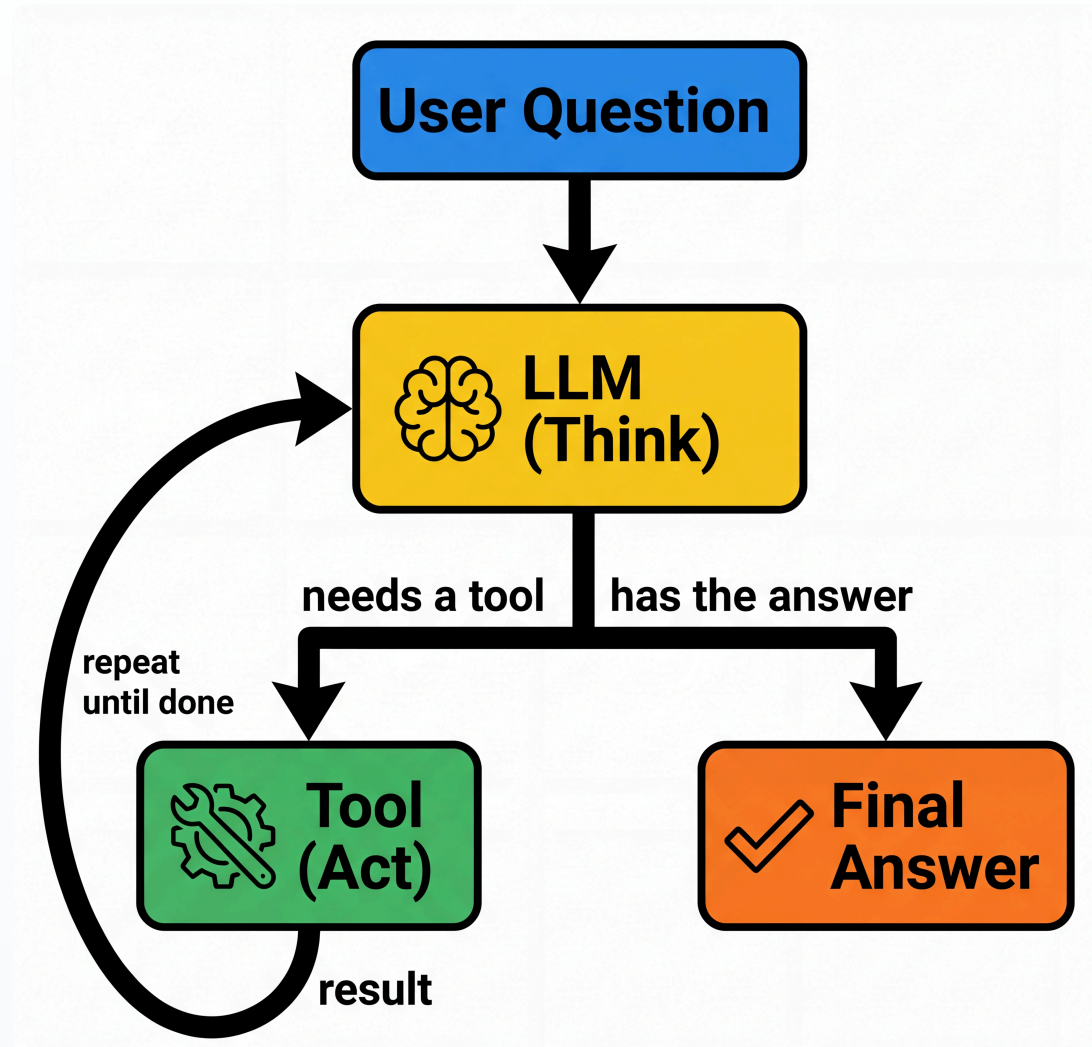 User Question
LLM
(Think)
needs a tool
has the answer
repeat
until done
Tool
(Act)
Final
Answer
result